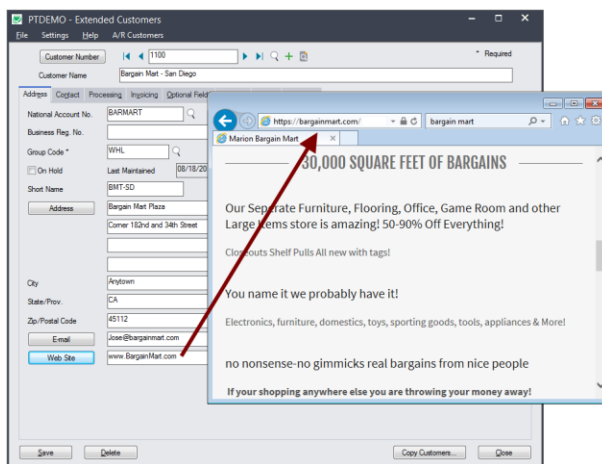 PTDEMO - Extended Customers
File Settings Help A/R Customers
Customer Number 1100 * Required
Customer Name Bargain Mart - San Diego
Address Contact Processing Invoicing Optional Field
National Account No. BARMART
Business Reg. No.
Group Code * WHL
On Hold Last Maintained 08/18/20
Short Name BMT-SD
Address Bargain Mart Plaza
Corner 182nd and 34th Street
City Anytown
State/Prov. CA
Zip/Postal Code 45112
E-mail Jose@bargainmart.com
Web Site www.BargainMart.com
Save Delete Copy Customers... Close
https://bargainmart.com/ bargain mart
Marion Bargain Mart
30,000 SQUARE FEET OF BARGAINS
Our Seperate Furniture, Flooring, Office, Game Room and other
Large Items store is amazing! 50-90% Off Everything!
Closeouts Shelf Pulls All new with tags!
You name it we probably have it!
Electronics, furniture, domestics, toys, sporting goods, tools, appliances & More!
no nonsense-no gimmicks real bargains from nice people
If your shopping anywhere else you are throwing your money away!